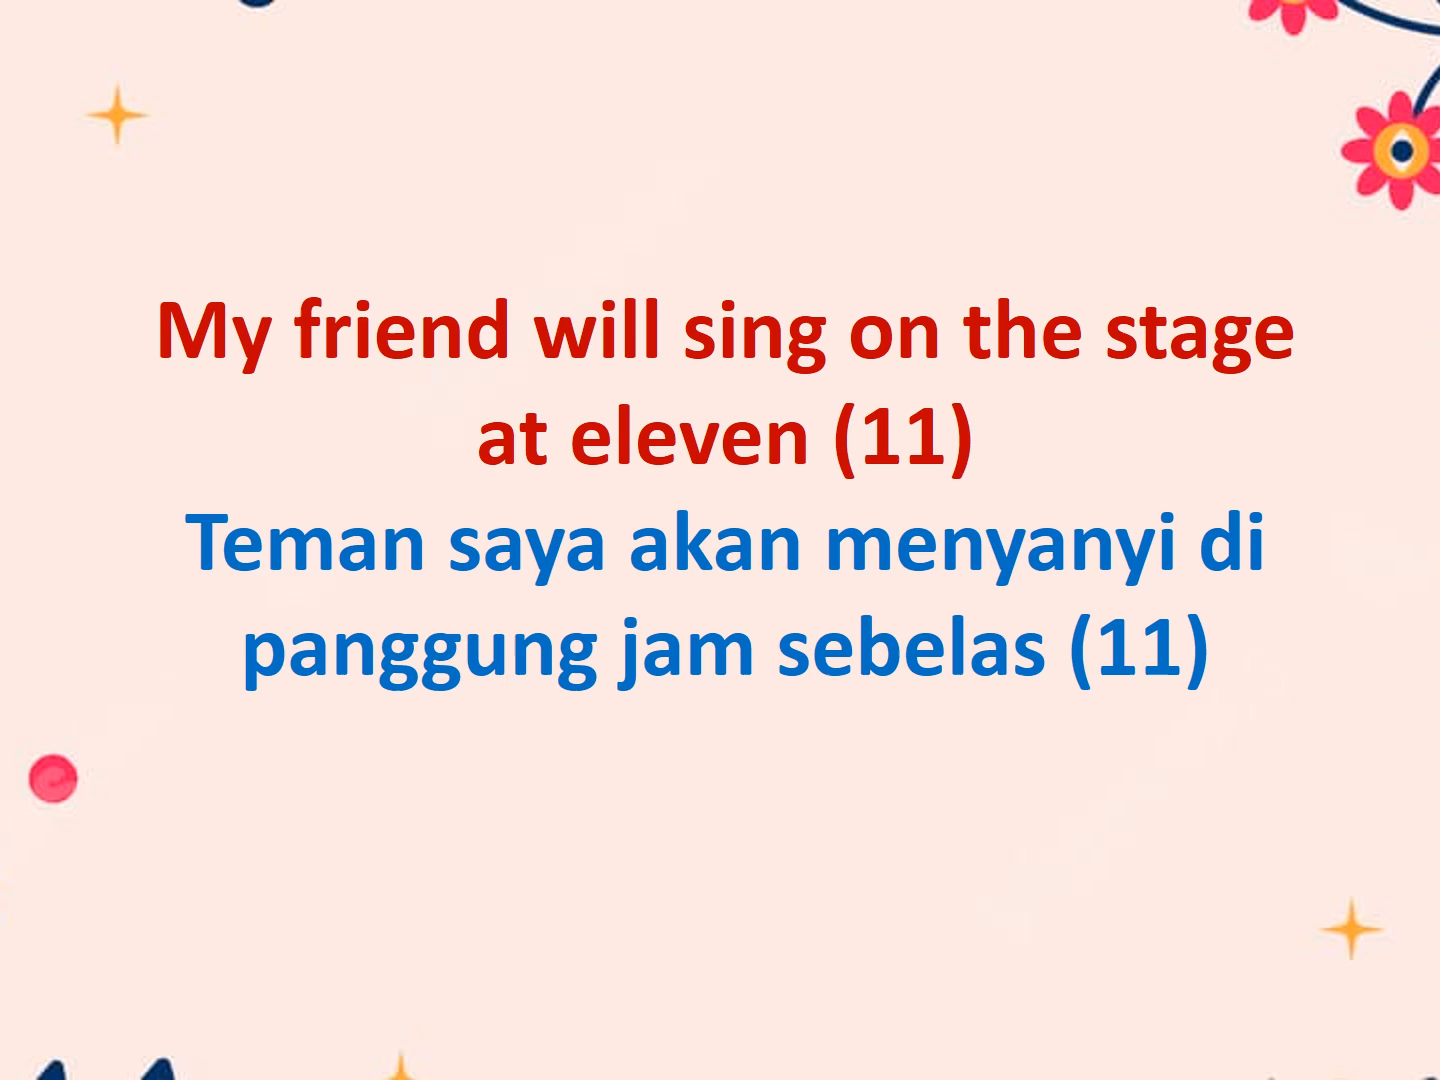 My friend will sing on the stage
at eleven (11)
Teman saya akan menyanyi di
panggung jam sebelas (11)